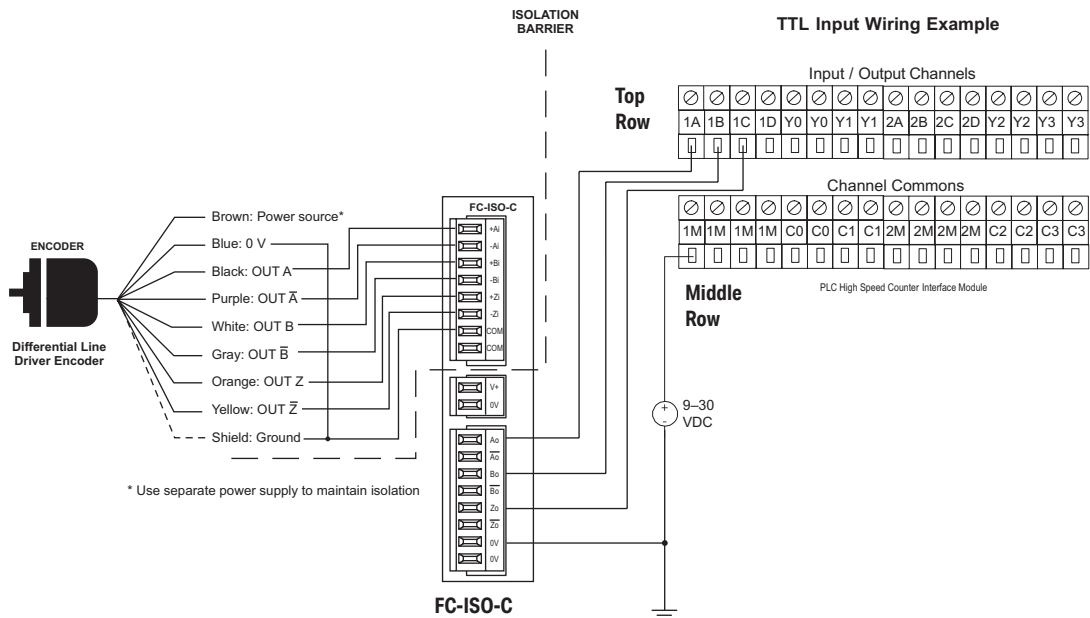 ISOLATION
BARRIER
TTL Input Wiring Example
Input / Output Channels
Top
Row
1A 1B 1C 1D Y0 Y0 Y1 Y1 2A 2B 2C 2D Y2 Y2 Y3 Y3
Channel Commons
1M 1M 1M 1M C0 C0 C1 C1 2M 2M 2M 2M C2 C2 C3 C3
Middle
Row
PLC High Speed Counter Interface Module
ENCODER
Differential Line
Driver Encoder
Brown: Power source*
Blue: 0 V
Black: OUT A
Purple: OUT A̅
White: OUT B
Gray: OUT B̅
Orange: OUT Z
Yellow: OUT Z̅
Shield: Ground
* Use separate power supply to maintain isolation
FC-ISO-C
+Ai
-Ai
+Bi
-Bi
+Zi
-Zi
COM
COM
V+
0V
Ao
A̅o̅
Bo
B̅o̅
Zo
Z̅o̅
0V
0V
FC-ISO-C
+
-
9–30
VDC